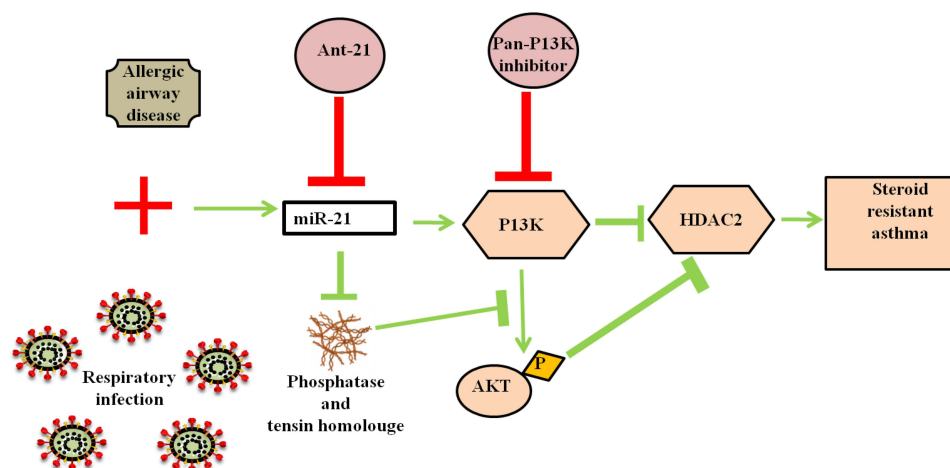 Allergic
airway
disease
Ant-21
Pan-P13K
inhibitor
miR-21
P13K
HDAC2
Steroid
resistant
asthma
Respiratory
infection
Phosphatase
and
tensin homolouge
AKT
P